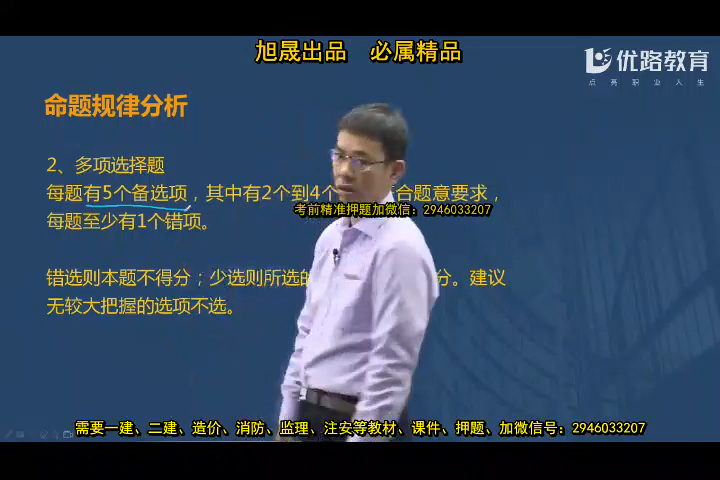 旭晟出品 必属精品
优路教育
点亮职业人生
命题规律分析
2、多项选择题
每题有5个备选项，其中有2个到4个 合题意要求，
考前精准押题加微信：2946033207
每题至少有1个错项。
错选则本题不得分；少选则所选的 分。建议
无较大把握的选项不选。
需要一建、二建、造价、消防、监理、注安等教材、课件、押题、加微信号：2946033207